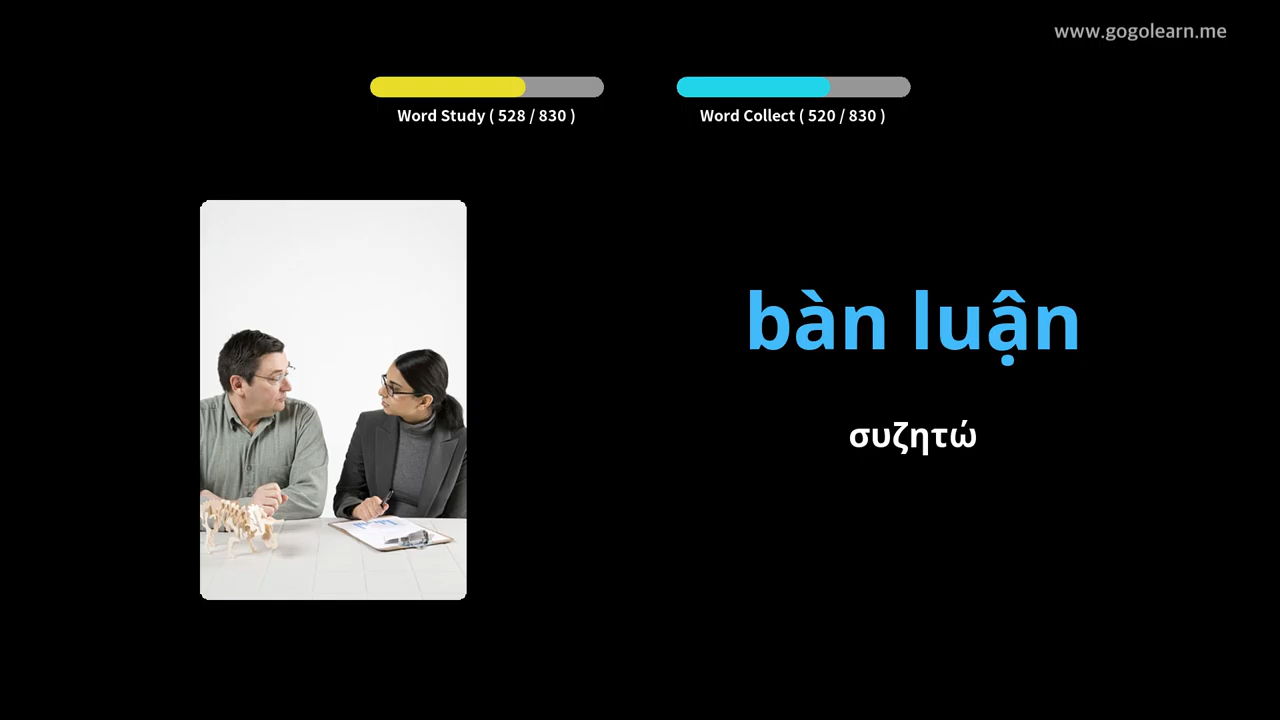 www.gogolearn.me
Word Study ( 528 / 830 )
Word Collect ( 520 / 830 )
bàn luận
συζητώ